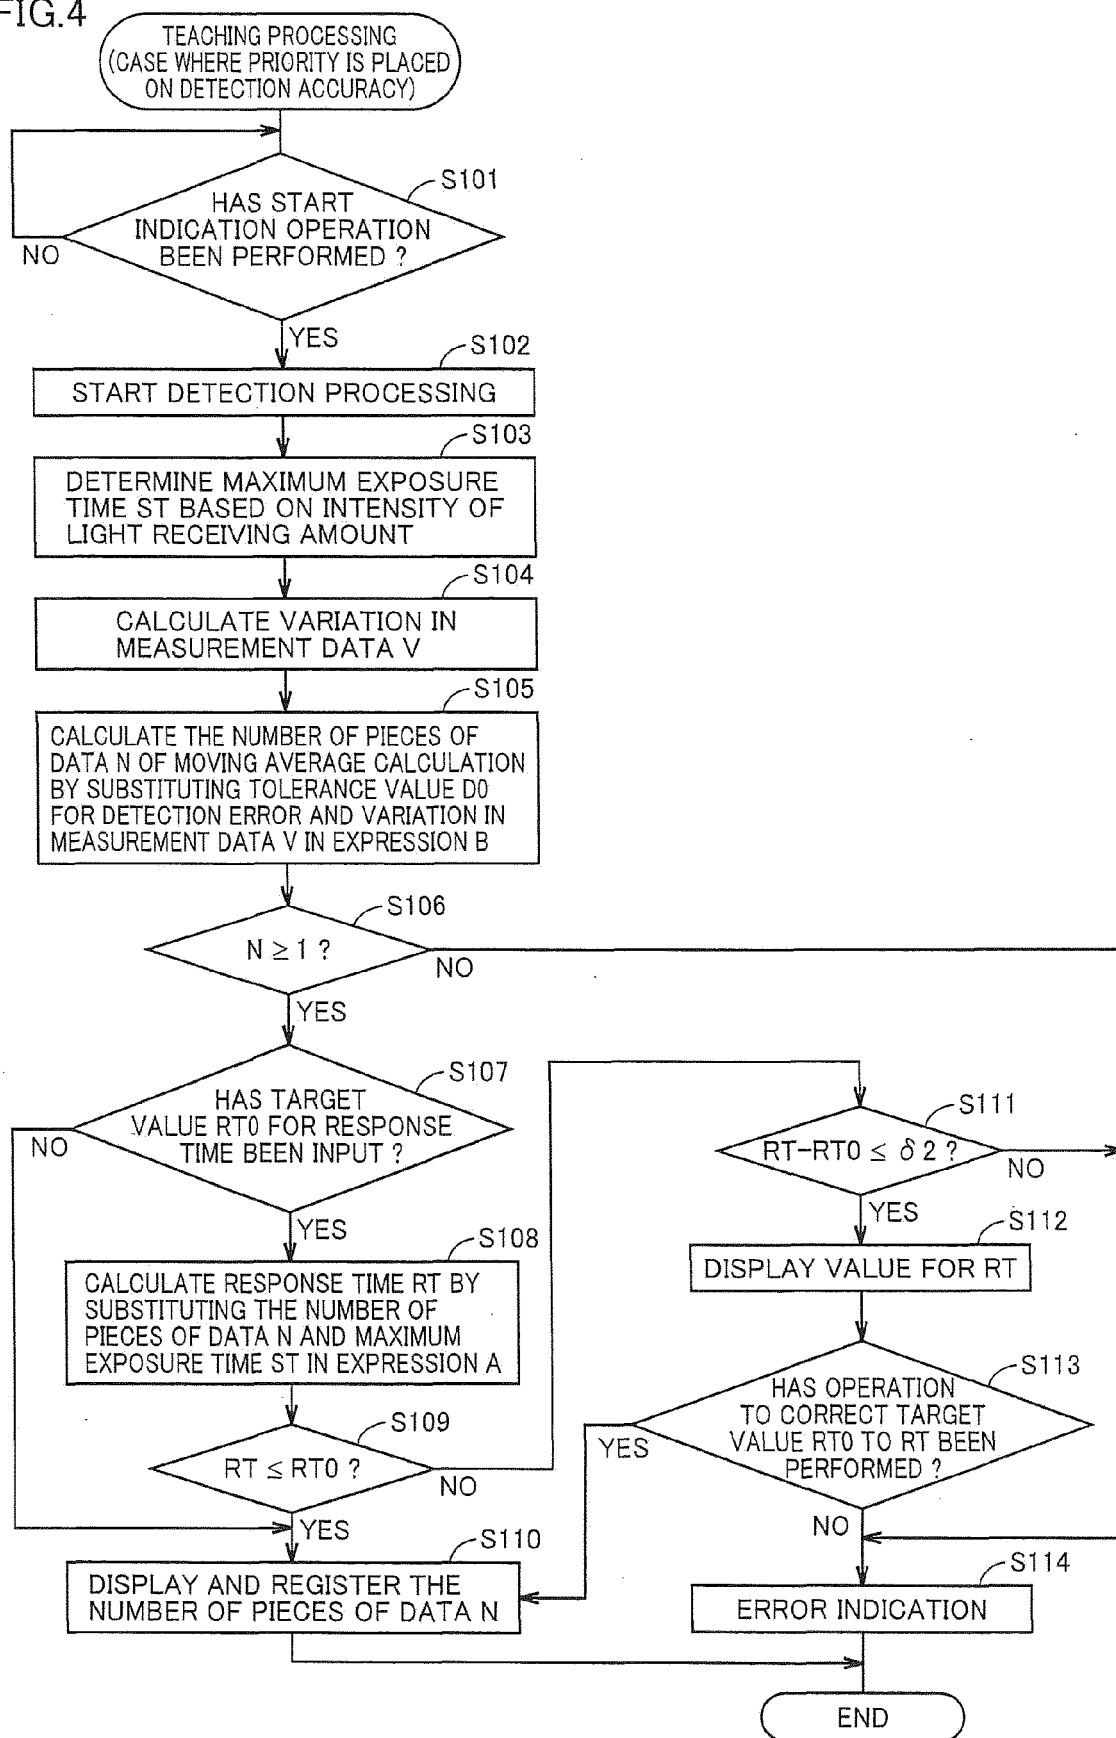 FIG.4
TEACHING PROCESSING
(CASE WHERE PRIORITY IS PLACED
ON DETECTION ACCURACY)
S101
HAS START
INDICATION OPERATION
BEEN PERFORMED ?
NO
YES
S102
START DETECTION PROCESSING
S103
DETERMINE MAXIMUM EXPOSURE
TIME ST BASED ON INTENSITY OF
LIGHT RECEIVING AMOUNT
S104
CALCULATE VARIATION IN
MEASUREMENT DATA V
S105
CALCULATE THE NUMBER OF PIECES OF
DATA N OF MOVING AVERAGE CALCULATION
BY SUBSTITUTING TOLERANCE VALUE D0
FOR DETECTION ERROR AND VARIATION IN
MEASUREMENT DATA V IN EXPRESSION B
S106
N ≥ 1 ?
NO
YES
S107
HAS TARGET
VALUE RT0 FOR RESPONSE
TIME BEEN INPUT ?
NO
YES
S108
CALCULATE RESPONSE TIME RT BY
SUBSTITUTING THE NUMBER OF
PIECES OF DATA N AND MAXIMUM
EXPOSURE TIME ST IN EXPRESSION A
S109
RT ≤ RT0 ?
NO
YES
S110
DISPLAY AND REGISTER THE
NUMBER OF PIECES OF DATA N
S111
RT-RT0 ≤ δ 2 ?
NO
YES
S112
DISPLAY VALUE FOR RT
S113
HAS OPERATION
TO CORRECT TARGET
VALUE RT0 TO RT BEEN
PERFORMED ?
YES
NO
S114
ERROR INDICATION
END